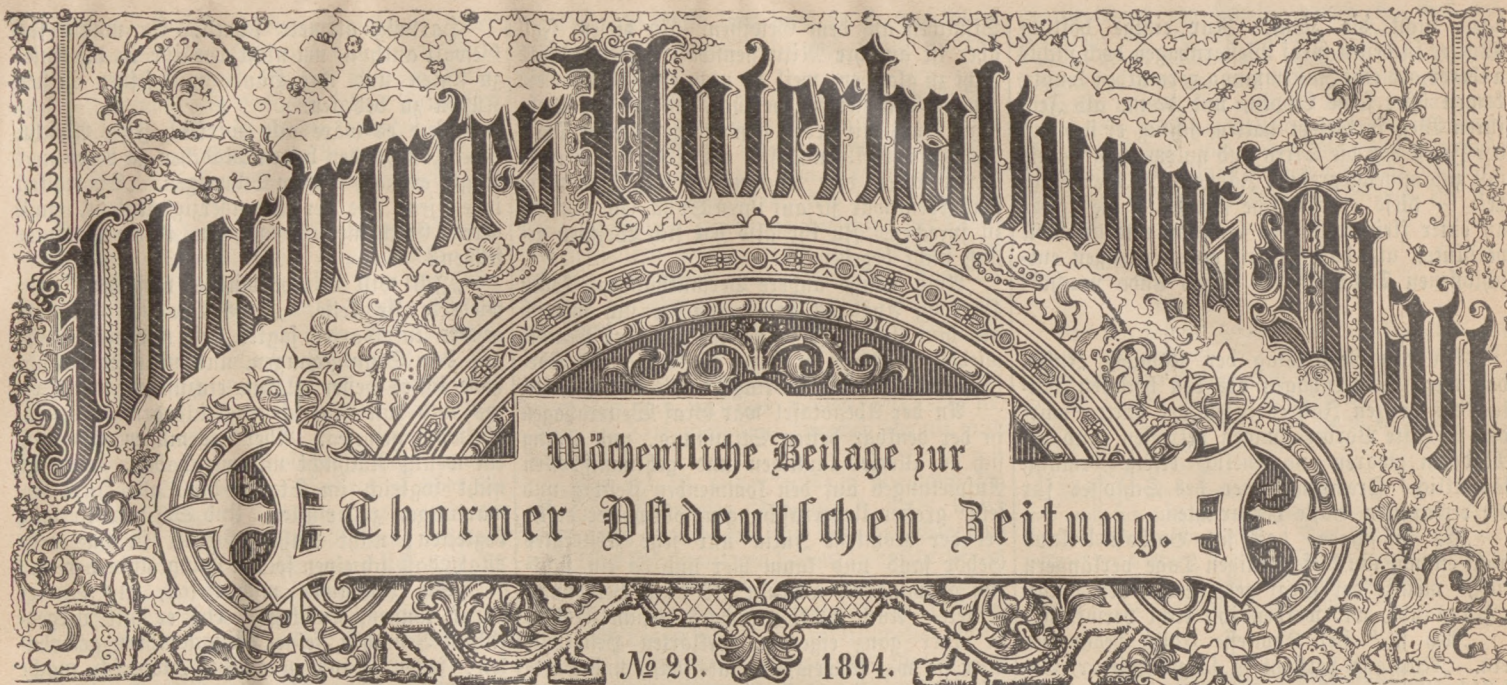 Illustrirtes Unterhaltungs-Blatt
Wöchentliche Beilage zur
Thorner Ostdeutschen Zeitung.
№ 28. 1894.